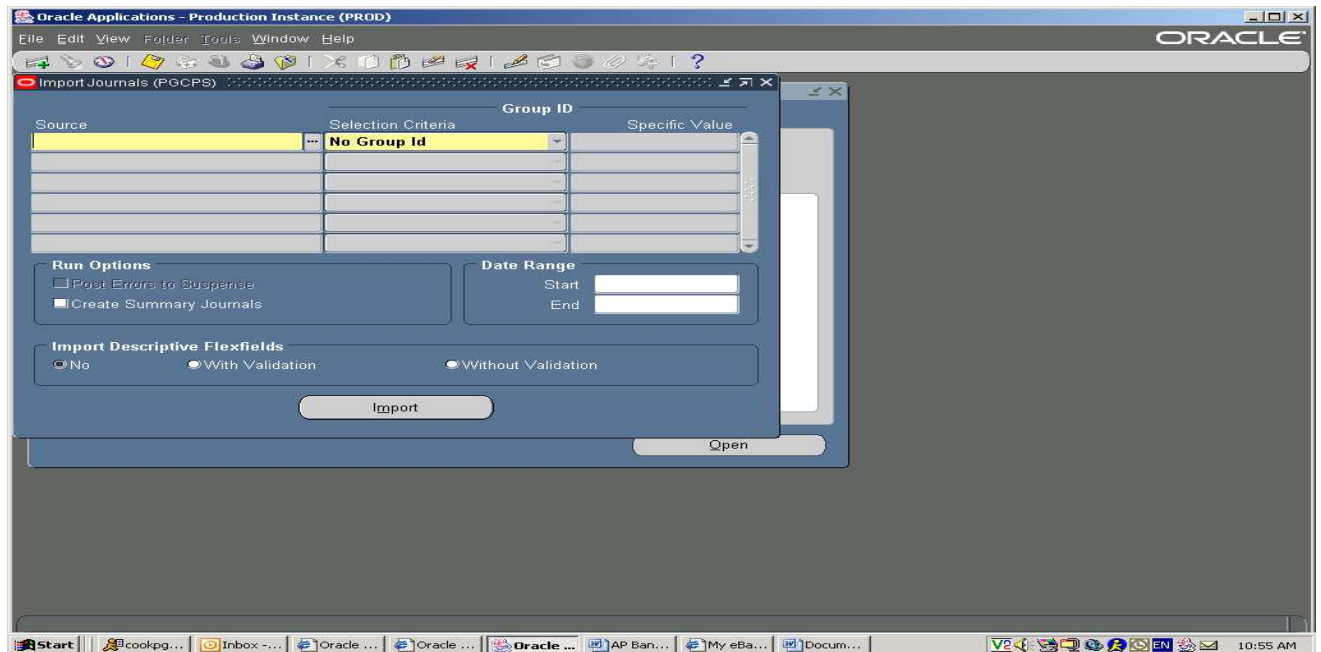 Oracle Applications - Production Instance (PROD)
File Edit View Folder Tools Window Help
ORACLE
Import Journals (PGCPS)
Group ID
Source Selection Criteria Specific Value
No Group Id
Run Options
Post Errors to Suspense
Create Summary Journals
Date Range
Start
End
Import Descriptive Flexfields
No With Validation Without Validation
Import
Open
Start cookpg... Inbox -... Oracle ... Oracle ... Oracle ... AP Ban... My eBa... Docum... V2 EN 10:55 AM